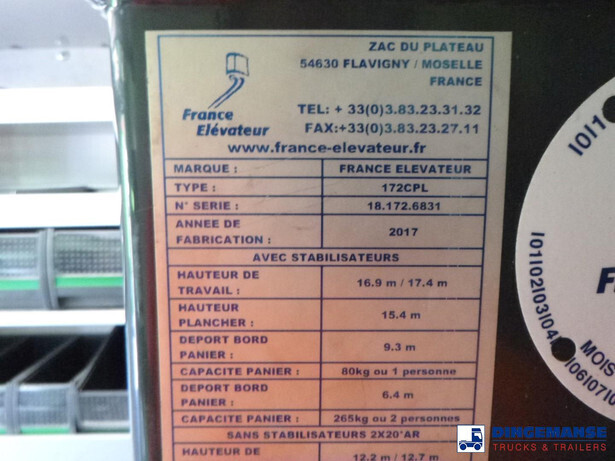 ZAC DU PLATEAU
54630 FLAVIGNY / MOSELLE
FRANCE
France
Elévateur
TEL: + 33(0)3.83.23.31.32
FAX:+33(0)3.83.23.27.11
www.france-elevateur.fr
MARQUE : FRANCE ELEVATEUR
TYPE : 172CPL
N° SERIE : 18.172.6831
ANNEE DE
FABRICATION : 2017
AVEC STABILISATEURS
HAUTEUR DE
TRAVAIL : 16.9 m / 17.4 m
HAUTEUR
PLANCHER : 15.4 m
DEPORT BORD
PANIER : 9.3 m
CAPACITE PANIER : 80kg ou 1 personne
DEPORT BORD
PANIER : 6.4 m
CAPACITE PANIER : 265kg ou 2 personnes
SANS STABILISATEURS 2X20°AR
HAUTEUR DE 12.2 m / 12.7 m
MOIS
DIRGEMANSE
TRUCKS & TRAILERS